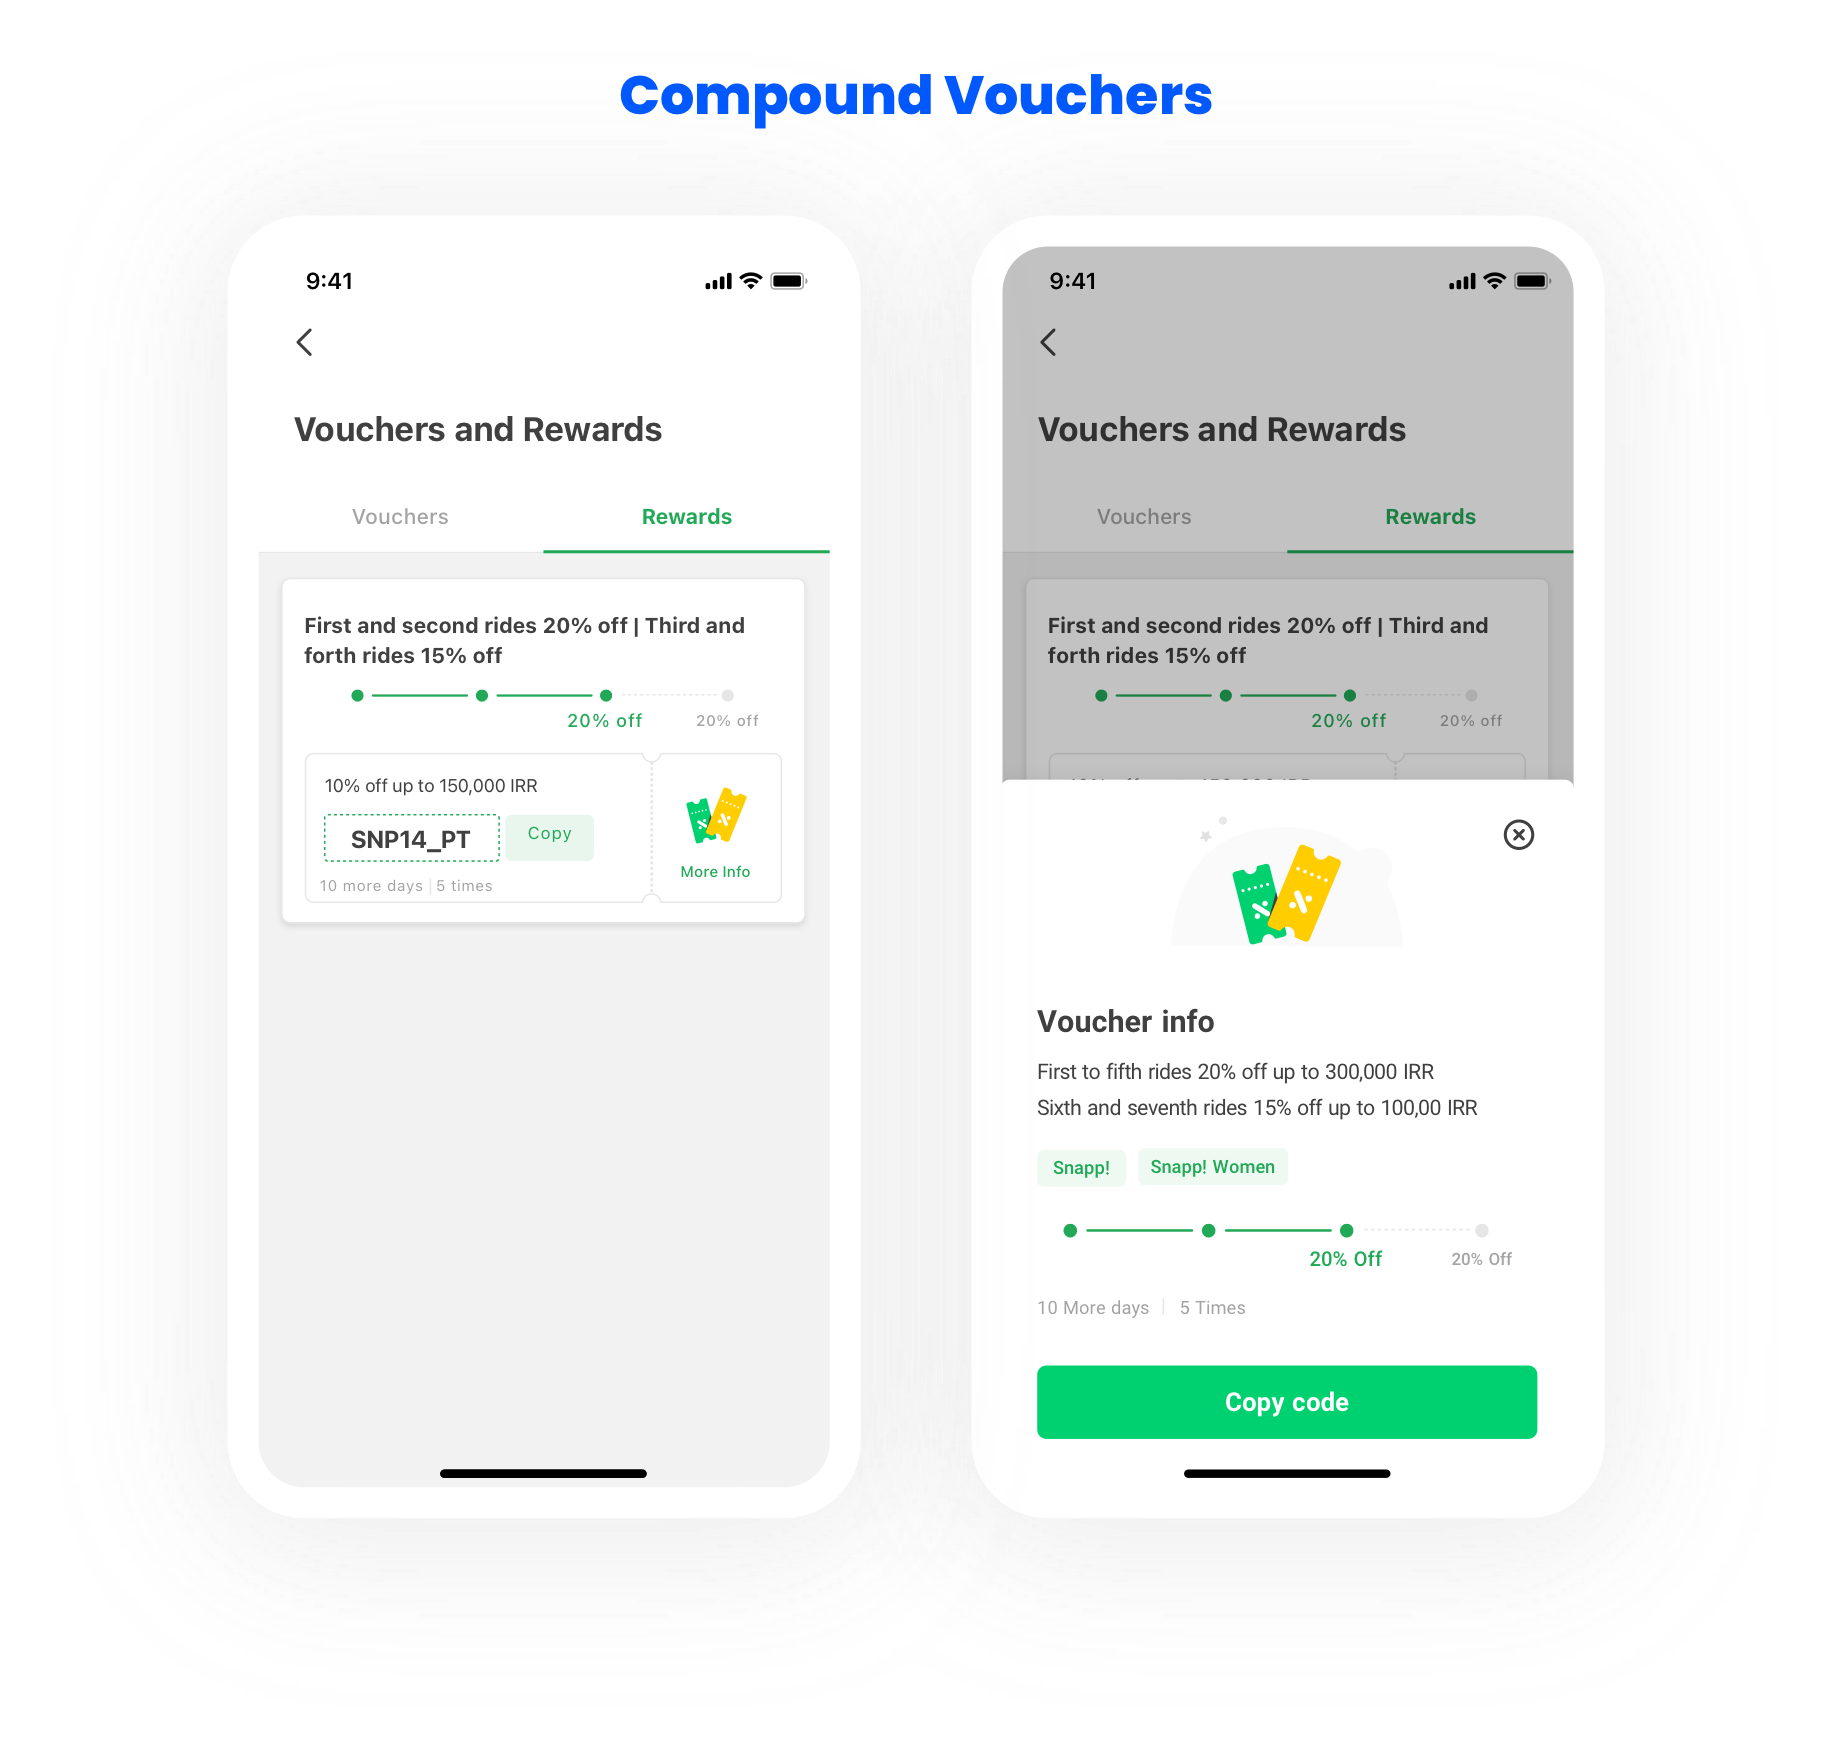 Compound Vouchers
9:41
Vouchers and Rewards
Vouchers Rewards
First and second rides 20% off | Third and
forth rides 15% off
20% off 20% off
10% off up to 150,000 IRR
SNP14_PT Copy
More Info
10 more days | 5 times
9:41
Vouchers and Rewards
Vouchers Rewards
First and second rides 20% off | Third and
forth rides 15% off
20% off 20% off
Voucher info
First to fifth rides 20% off up to 300,000 IRR
Sixth and seventh rides 15% off up to 100,00 IRR
Snapp! Snapp! Women
20% Off 20% Off
10 More days | 5 Times
Copy code